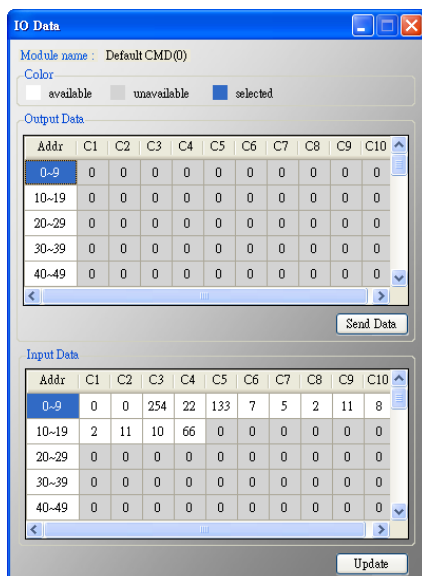 IO Data
Module name : Default CMD(0)
Color
available unavailable selected
Output Data
Addr C1 C2 C3 C4 C5 C6 C7 C8 C9 C10
0~9 0 0 0 0 0 0 0 0 0 0
10~19 0 0 0 0 0 0 0 0 0 0
20~29 0 0 0 0 0 0 0 0 0 0
30~39 0 0 0 0 0 0 0 0 0 0
40~49 0 0 0 0 0 0 0 0 0 0
Send Data
Input Data
Addr C1 C2 C3 C4 C5 C6 C7 C8 C9 C10
0~9 0 0 254 22 133 7 5 2 11 8
10~19 2 11 10 66 0 0 0 0 0 0
20~29 0 0 0 0 0 0 0 0 0 0
30~39 0 0 0 0 0 0 0 0 0 0
40~49 0 0 0 0 0 0 0 0 0 0
Update